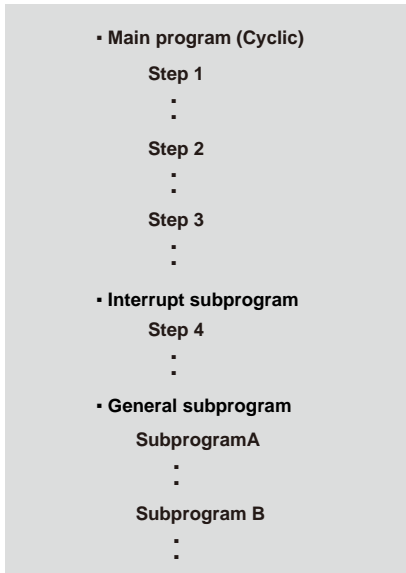 ▪ Main program (Cyclic)
Step 1
▪
▪
Step 2
▪
▪
Step 3
▪
▪
▪ Interrupt subprogram
Step 4
▪
▪
▪ General subprogram
SubprogramA
▪
▪
Subprogram B
▪
▪